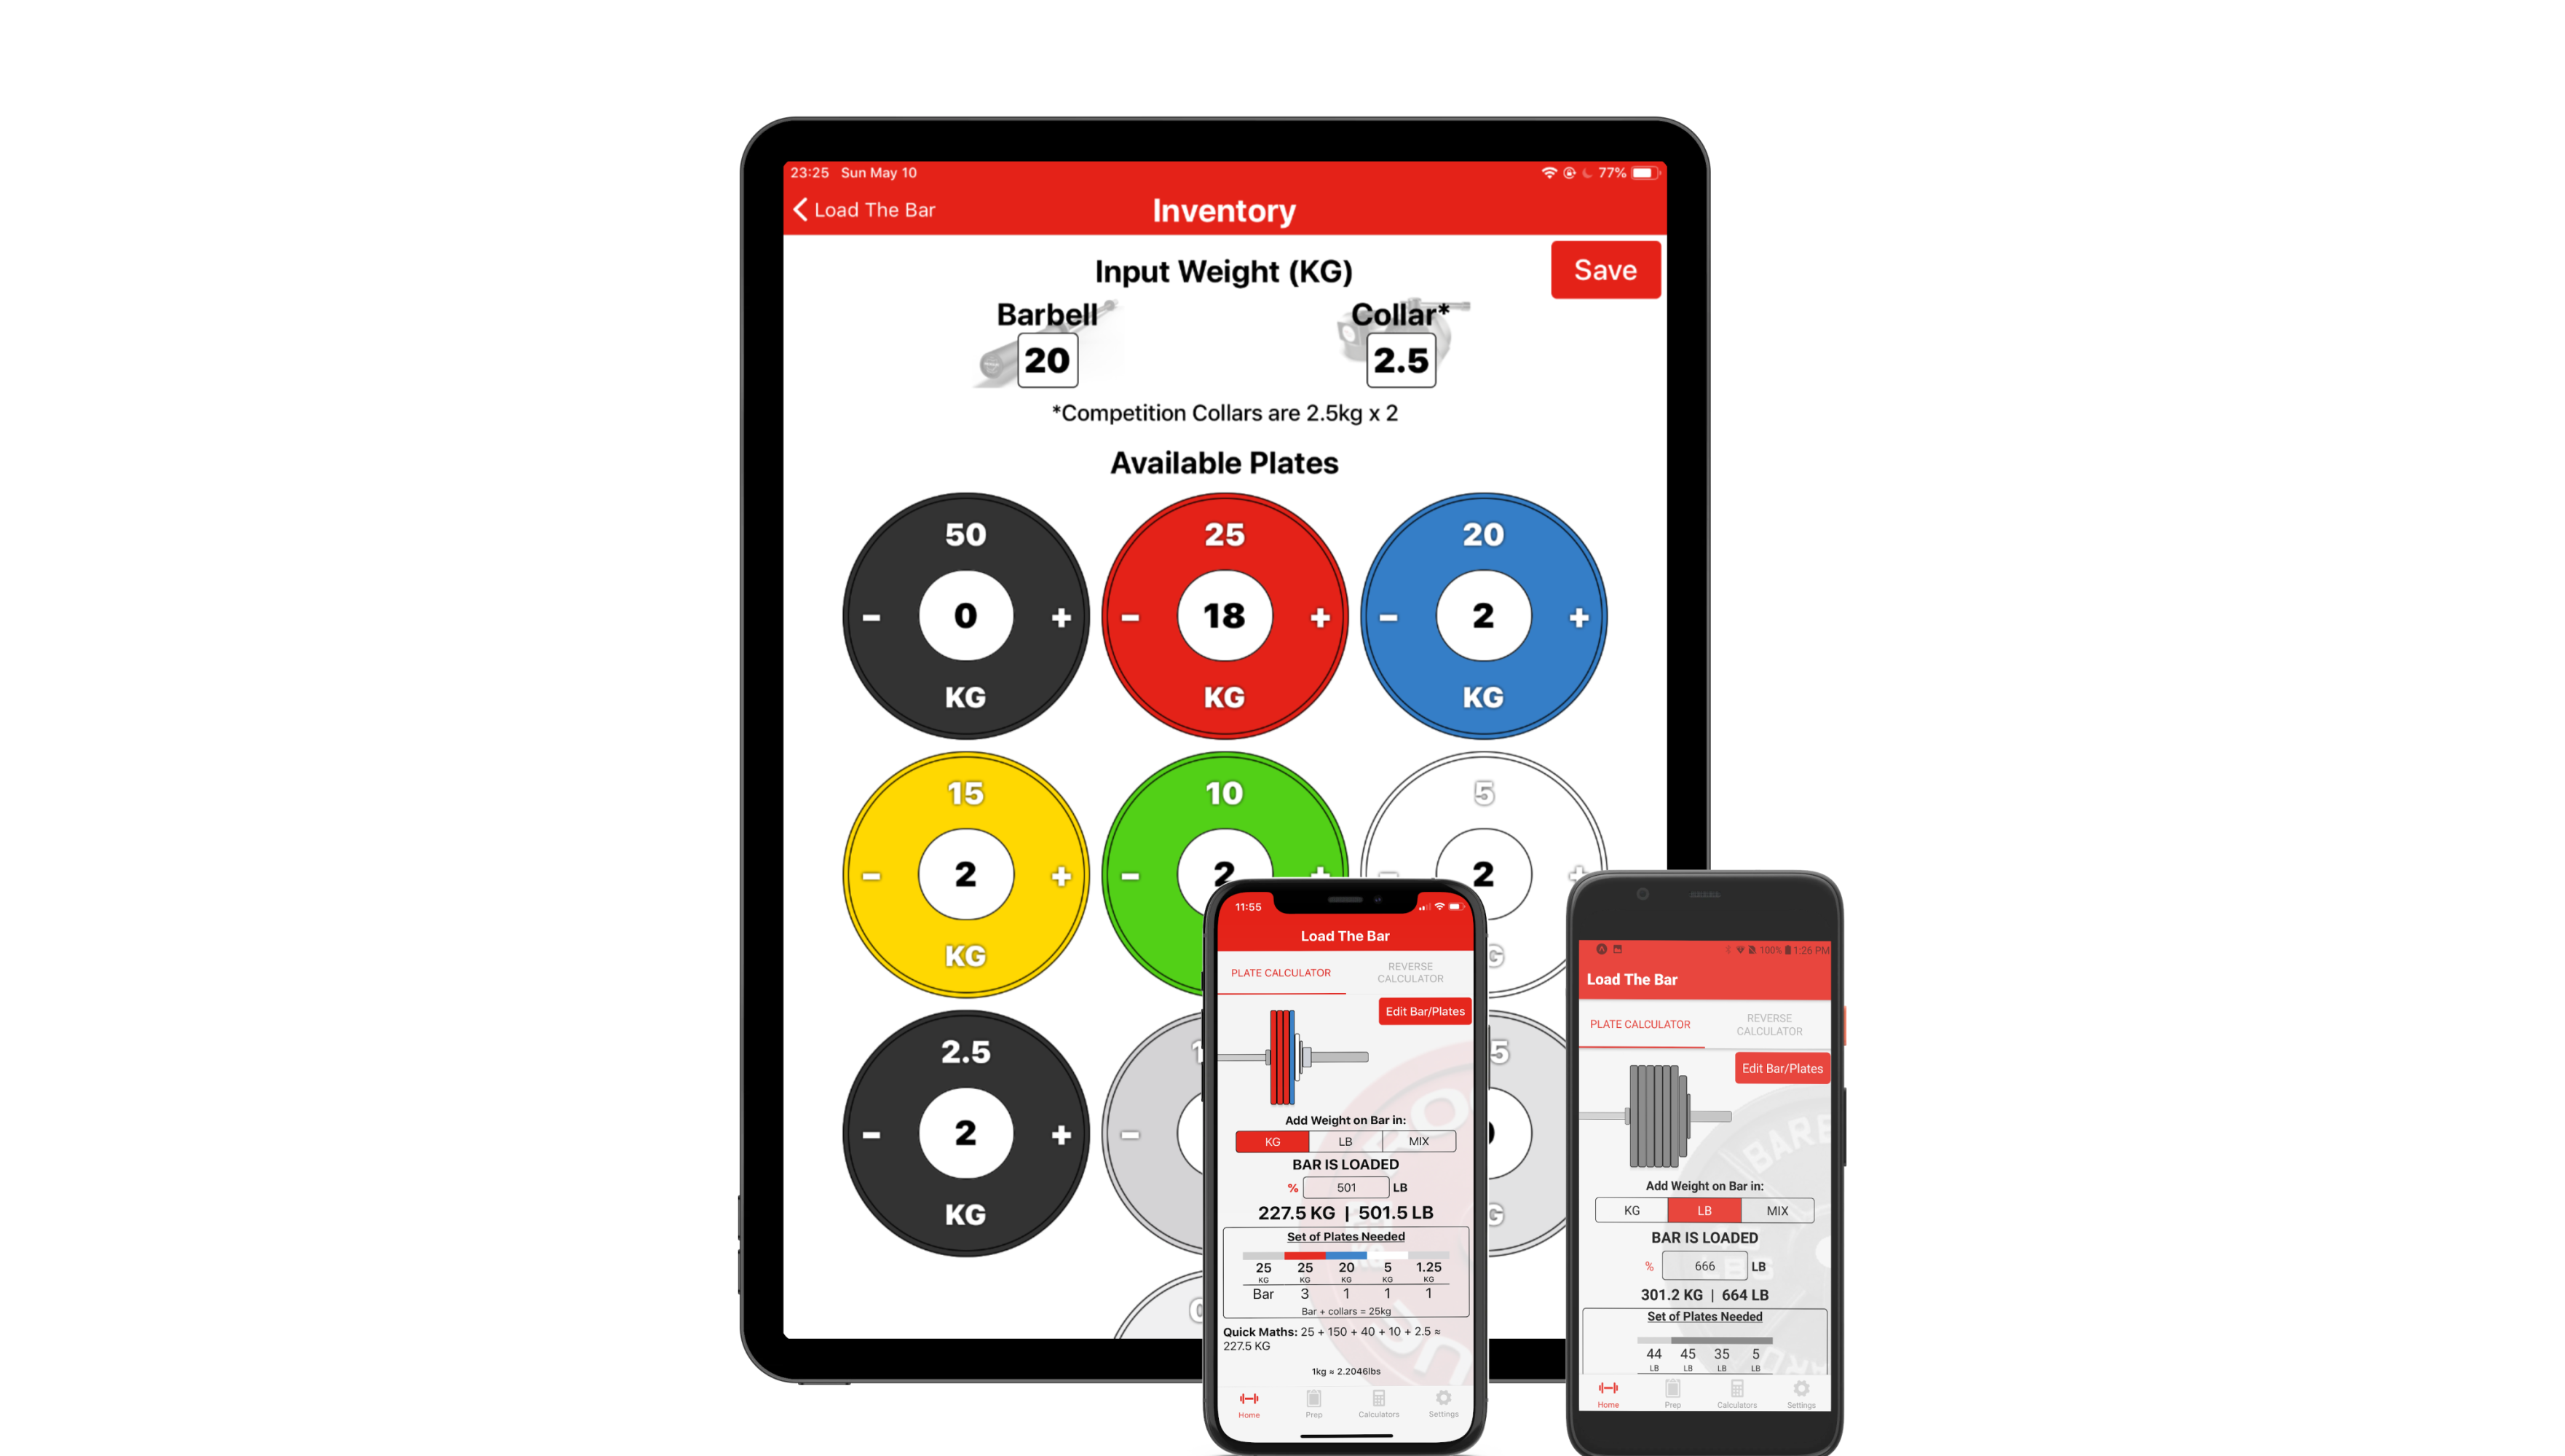 23:25 Sun May 10
77%
Load The Bar
Inventory
Save
Input Weight (KG)
Barbell
Collar*
20
2.5
*Competition Collars are 2.5kg x 2
Available Plates
50
25
20
- 0 +
- 18 +
- 2 +
KG
KG
KG
15
10
5
- 2 +
- 2 +
- 2 +
KG
KG
2.5
- 2 +
-
KG
11:55
Load The Bar
PLATE CALCULATOR
REVERSE
CALCULATOR
Edit Bar/Plates
Add Weight on Bar in:
KG LB MIX
BAR IS LOADED
% 501 LB
227.5 KG | 501.5 LB
Set of Plates Needed
25 25 20 5 1.25
KG KG KG KG KG
Bar 3 1 1 1
Bar + collars = 25kg
Quick Maths: 25 + 150 + 40 + 10 + 2.5 ≈
227.5 KG
1kg ≈ 2.2046lbs
Home Prep Calculators Settings
100% 1:26 PM
Load The Bar
PLATE CALCULATOR
REVERSE
CALCULATOR
Edit Bar/Plates
Add Weight on Bar in:
KG LB MIX
BAR IS LOADED
% 666 LB
301.2 KG | 664 LB
Set of Plates Needed
44 45 35 5
LB LB LB LB
Home Prep Calculators Settings